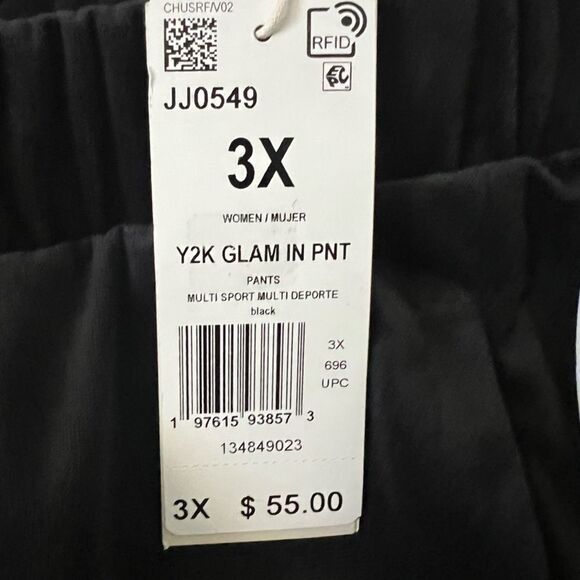 CHUSRF/V02
RFID
EPC
JJ0549
3X
WOMEN / MUJER
Y2K GLAM IN PNT
PANTS
MULTI SPORT MULTI DEPORTE
black
3X
696
UPC
1 97615 93857 3
134849023
3X $ 55.00